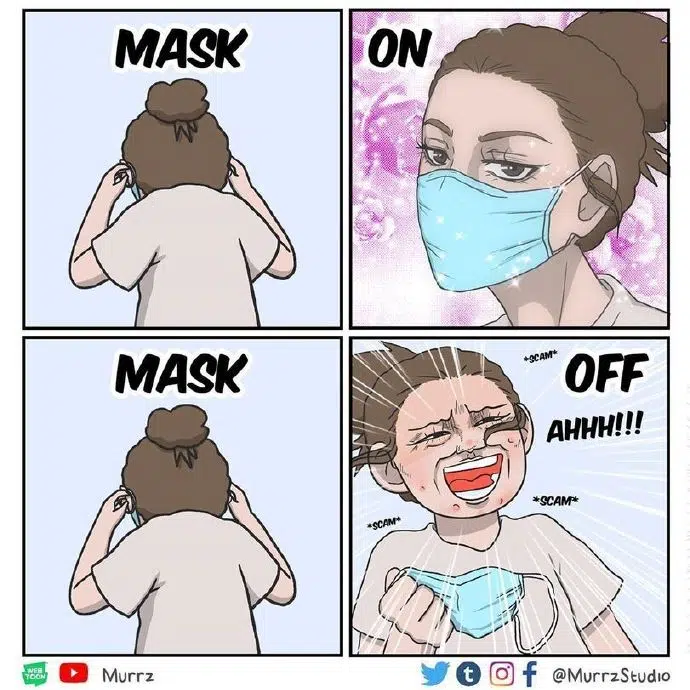 MASK
ON
MASK
*SCAM*
OFF
AHHH!!!
*SCAM*
*SCAM*
WEB
TOON
Murrz
@MurrzStudio